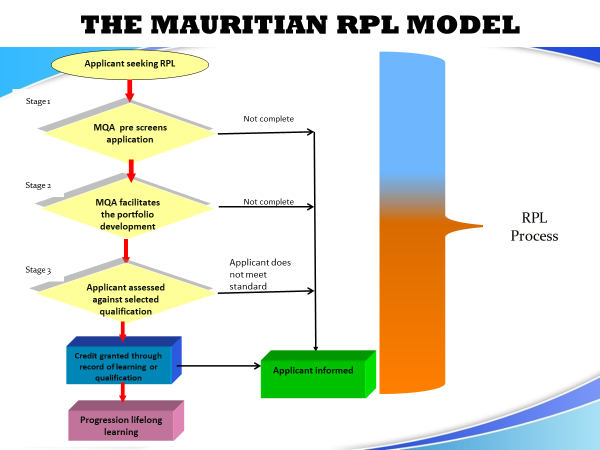 THE MAURITIAN RPL MODEL
Applicant seeking RPL
Stage 1
MQA pre screens
application
Not complete
Stage 2
MQA facilitates
the portfolio
development
Not complete
Stage 3
Applicant assessed
against selected
qualification
Applicant does
not meet
standard
Credit granted through
record of learning or
qualification
Applicant informed
Progression lifelong
learning
RPL
Process